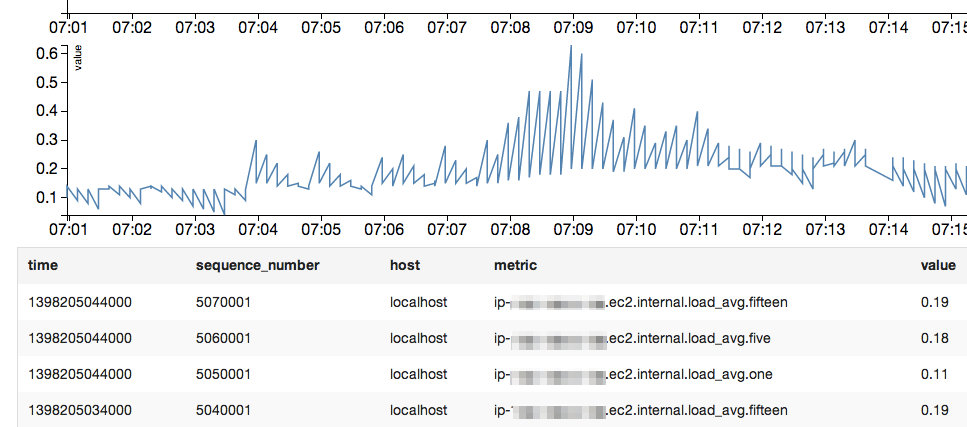 07:01 07:02 07:03 07:04 07:05 07:06 07:07 07:08 07:09 07:10 07:11 07:12 07:13 07:14 07:15
value
0.6
0.5
0.4
0.3
0.2
0.1
07:01 07:02 07:03 07:04 07:05 07:06 07:07 07:08 07:09 07:10 07:11 07:12 07:13 07:14 07:15
time sequence_number host metric value
1398205044000 5070001 localhost ip- .ec2.internal.load_avg.fifteen 0.19
1398205044000 5060001 localhost ip- .ec2.internal.load_avg.five 0.18
1398205044000 5050001 localhost ip- .ec2.internal.load_avg.one 0.11
1398205034000 5040001 localhost ip- .ec2.internal.load_avg.fifteen 0.19